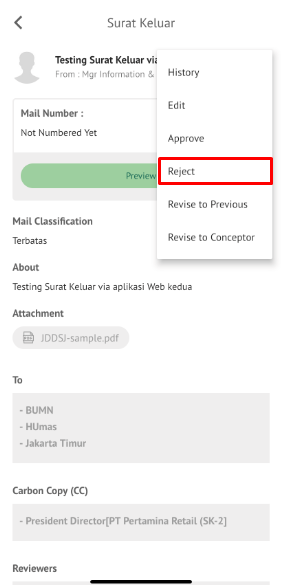 Surat Keluar
Testing Surat Keluar via
From : Mgr Information &
History
Edit
Approve
Reject
Revise to Previous
Revise to Conceptor
Mail Number :
Not Numbered Yet
Preview
Mail Classification
Terbatas
About
Testing Surat Keluar via aplikasi Web kedua
Attachment
JDDSJ-sample.pdf
To
- BUMN
- HUmas
- Jakarta Timur
Carbon Copy (CC)
- President Director[PT Pertamina Retail (SK-2]
Reviewers